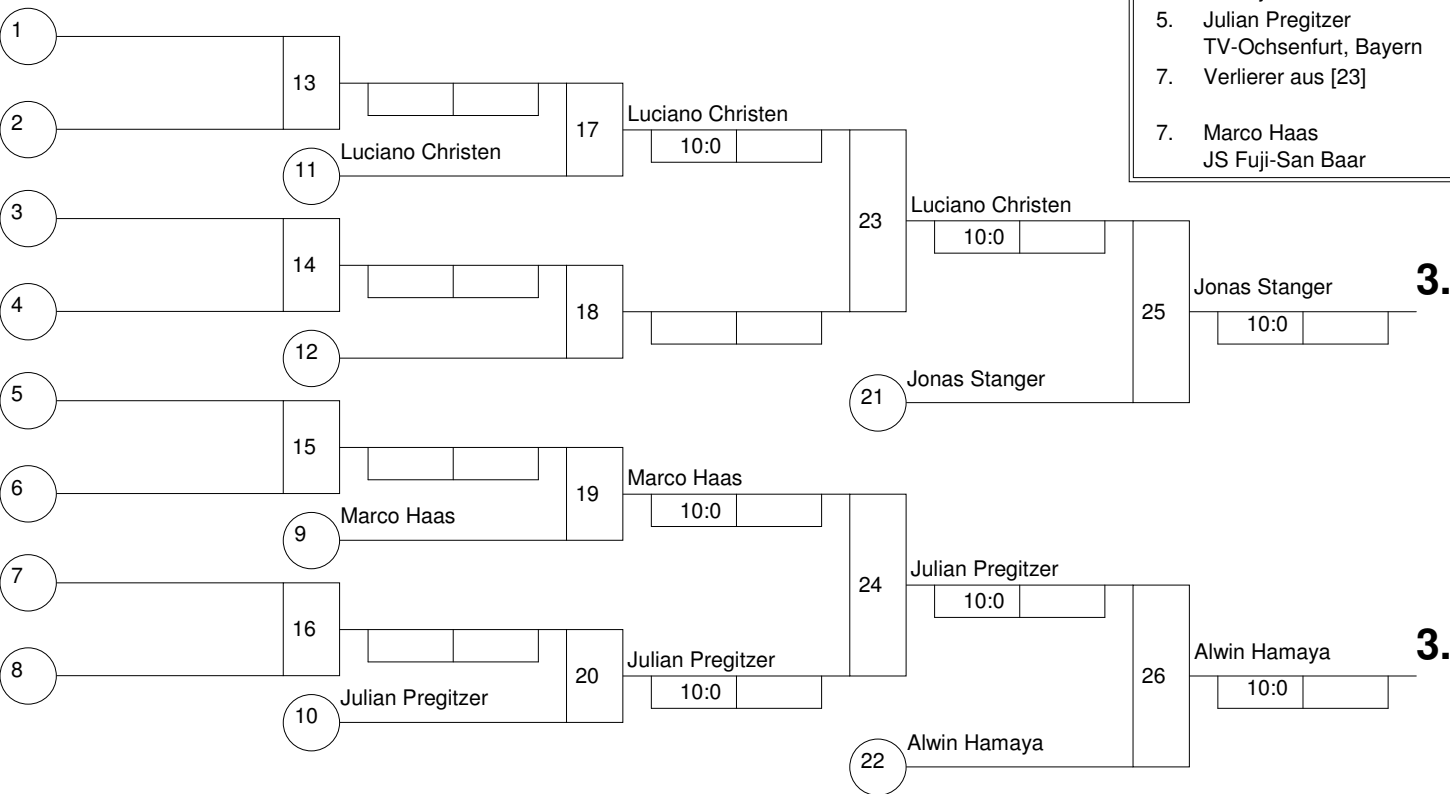 5. Julian Pregitzer
TV-Ochsenfurt, Bayern
7. Verlierer aus [23]
7. Marco Haas
JS Fuji-San Baar
1
13
2
17
Luciano Christen
10:0
11
Luciano Christen
3
23
Luciano Christen
10:0
14
4
18
12
25
Jonas Stanger
3.
10:0
21
Jonas Stanger
5
15
6
19
Marco Haas
10:0
9
Marco Haas
7
24
Julian Pregitzer
10:0
16
8
20
Julian Pregitzer
10:0
10
Julian Pregitzer
26
Alwin Hamaya
3.
10:0
22
Alwin Hamaya